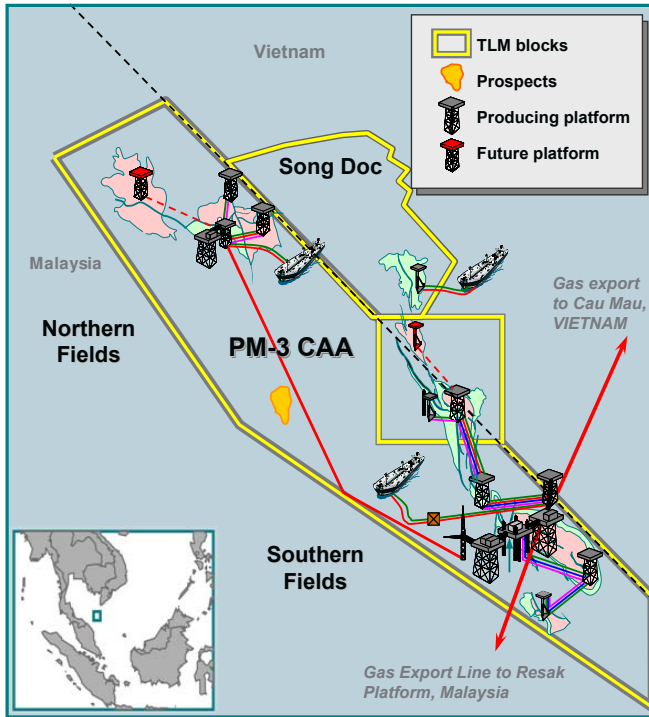 Vietnam
TLM blocks
Prospects
Producing platform
Future platform
Song Doc
Malaysia
Northern
Fields
PM-3 CAA
Gas export
to Cau Mau,
VIETNAM
Southern
Fields
Gas Export Line to Resak
Platform, Malaysia